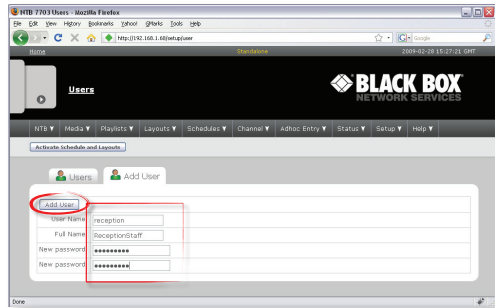 NTB 7703 Users - Mozilla Firefox
File Edit View History Bookmarks Yahoo! GMarks Tools Help
http://192.168.1.60/setup/user
Google
Home Standalone 2009-02-20 15:27:21 GMT
Users
BLACK BOX
NETWORK SERVICES
NTB Media Playlists Layouts Schedules Channel Adhoc Entry Status Setup Help
Activate Schedule and Layouts
Users Add User
Add User
User Name reception
Full Name ReceptionStaff
New password •••••••••
New password •••••••••
Done